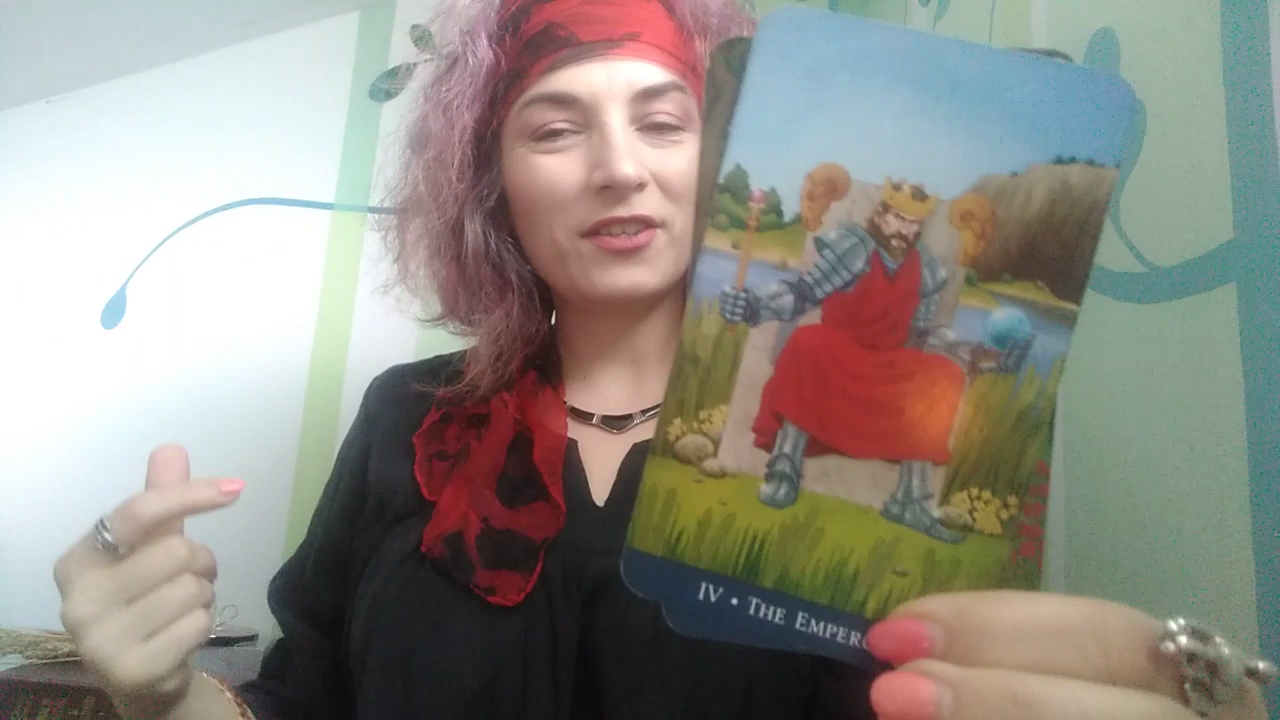 IV • THE EMPER